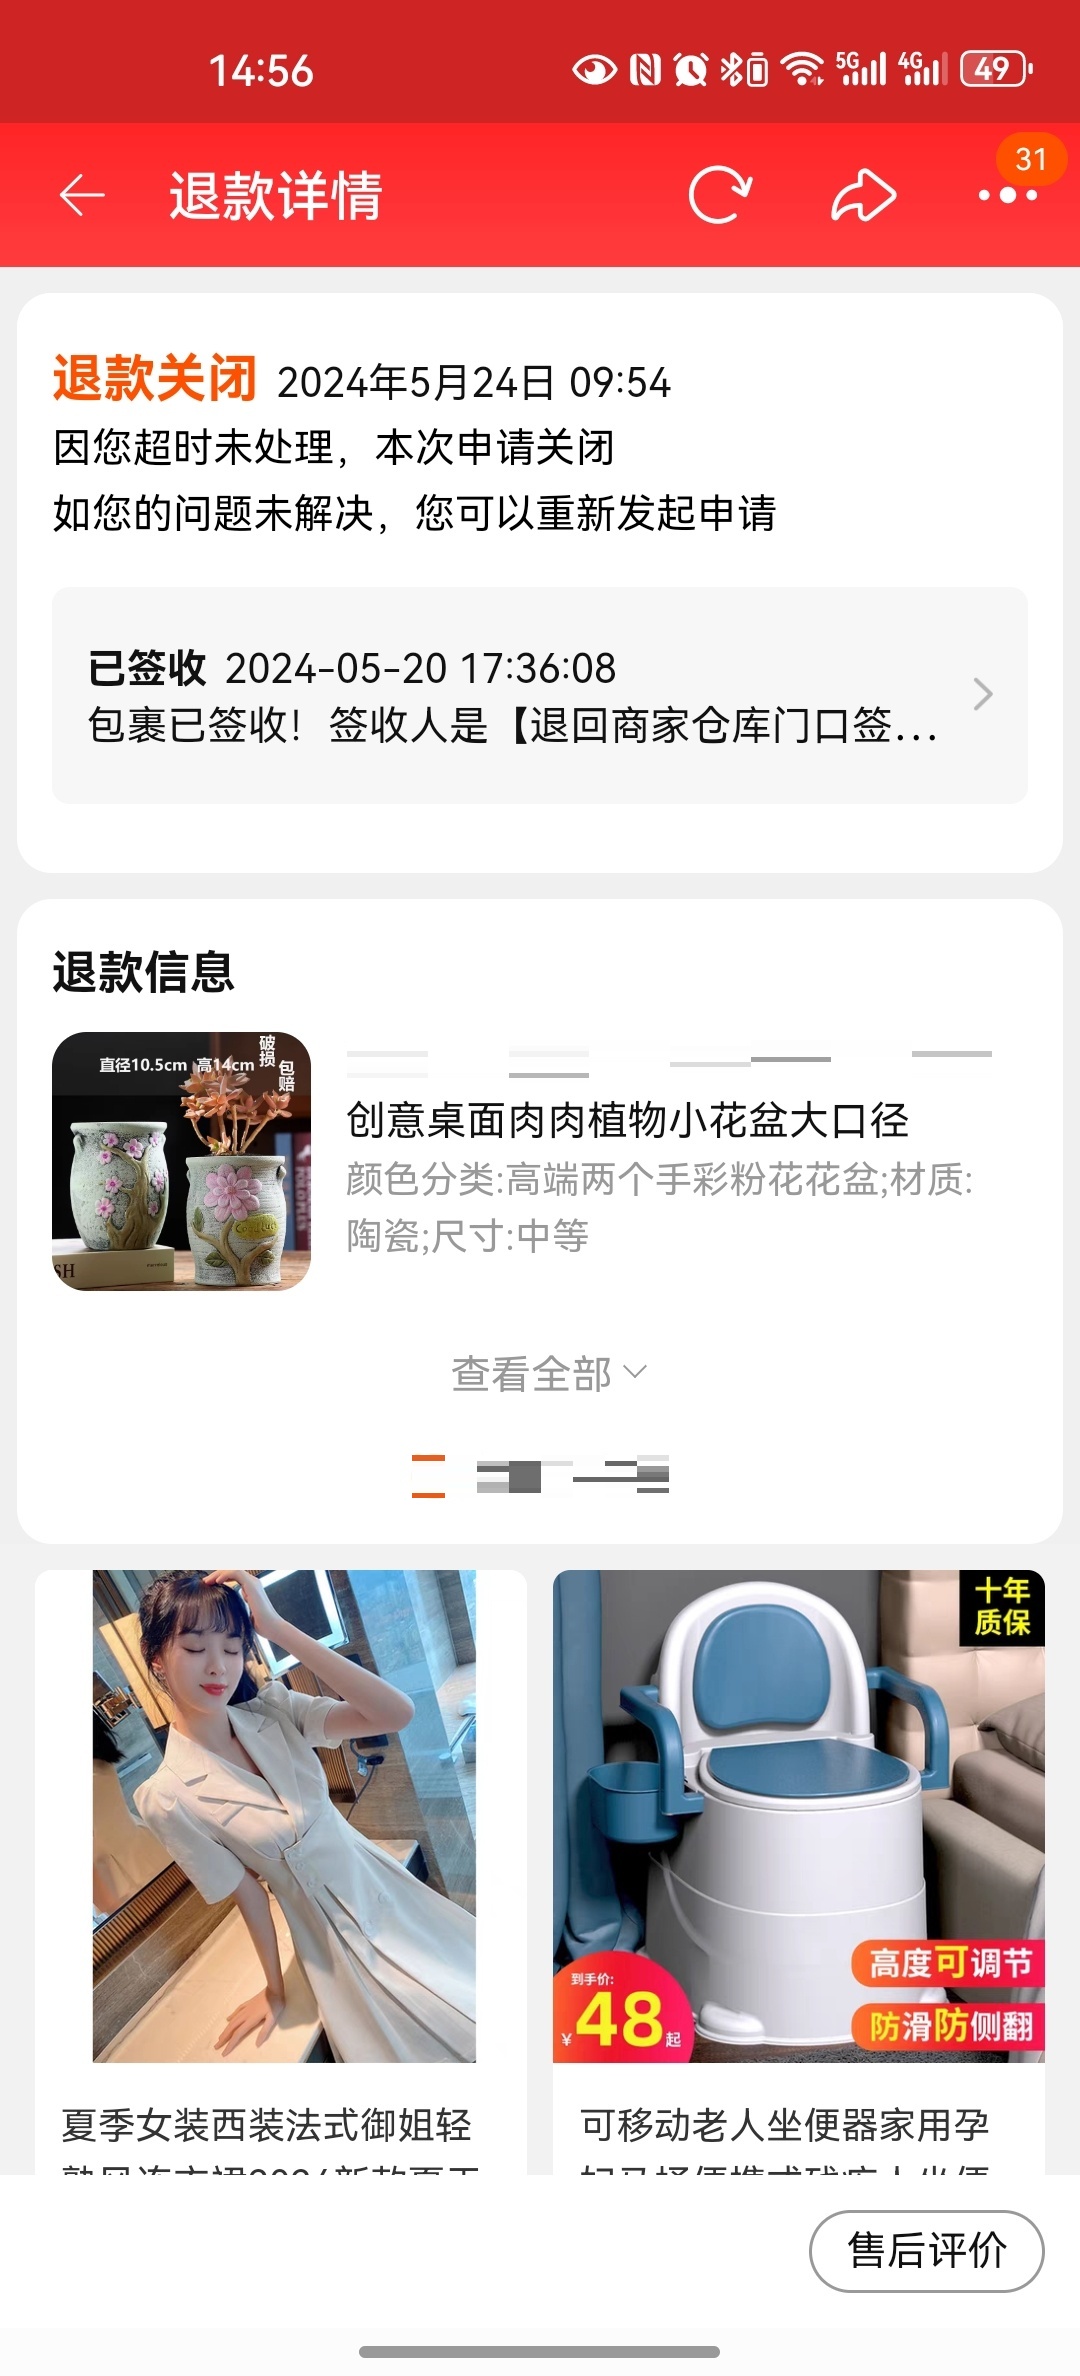 14:56
5G
4G
49
退款详情
31
退款关闭 2024年5月24日 09:54
因您超时未处理，本次申请关闭
如您的问题未解决，您可以重新发起申请
已签收 2024-05-20 17:36:08
包裹已签收！签收人是【退回商家仓库门口签...
退款信息
直径10.5cm 高14cm
破损
包赔
SH
创意桌面肉肉植物小花盆大口径
颜色分类:高端两个手彩粉花花盆;材质:
陶瓷;尺寸:中等
查看全部
十年
质保
高度可调节
到手价:
¥48起
防滑防侧翻
夏季女装西装法式御姐轻
可移动老人坐便器家用孕
售后评价